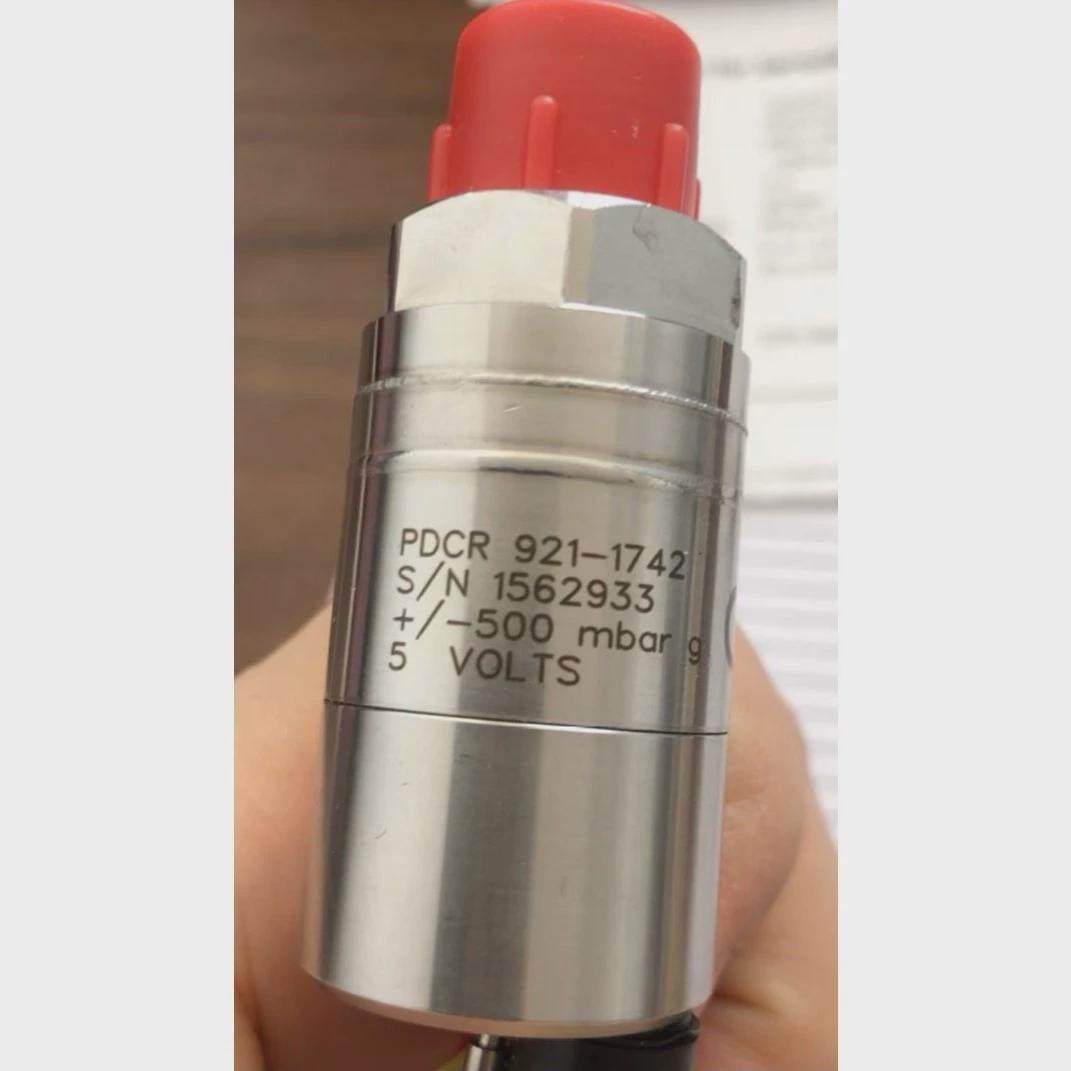 PDCR 921-1742
S/N 1562933
+/-500 mbar g
5 VOLTS